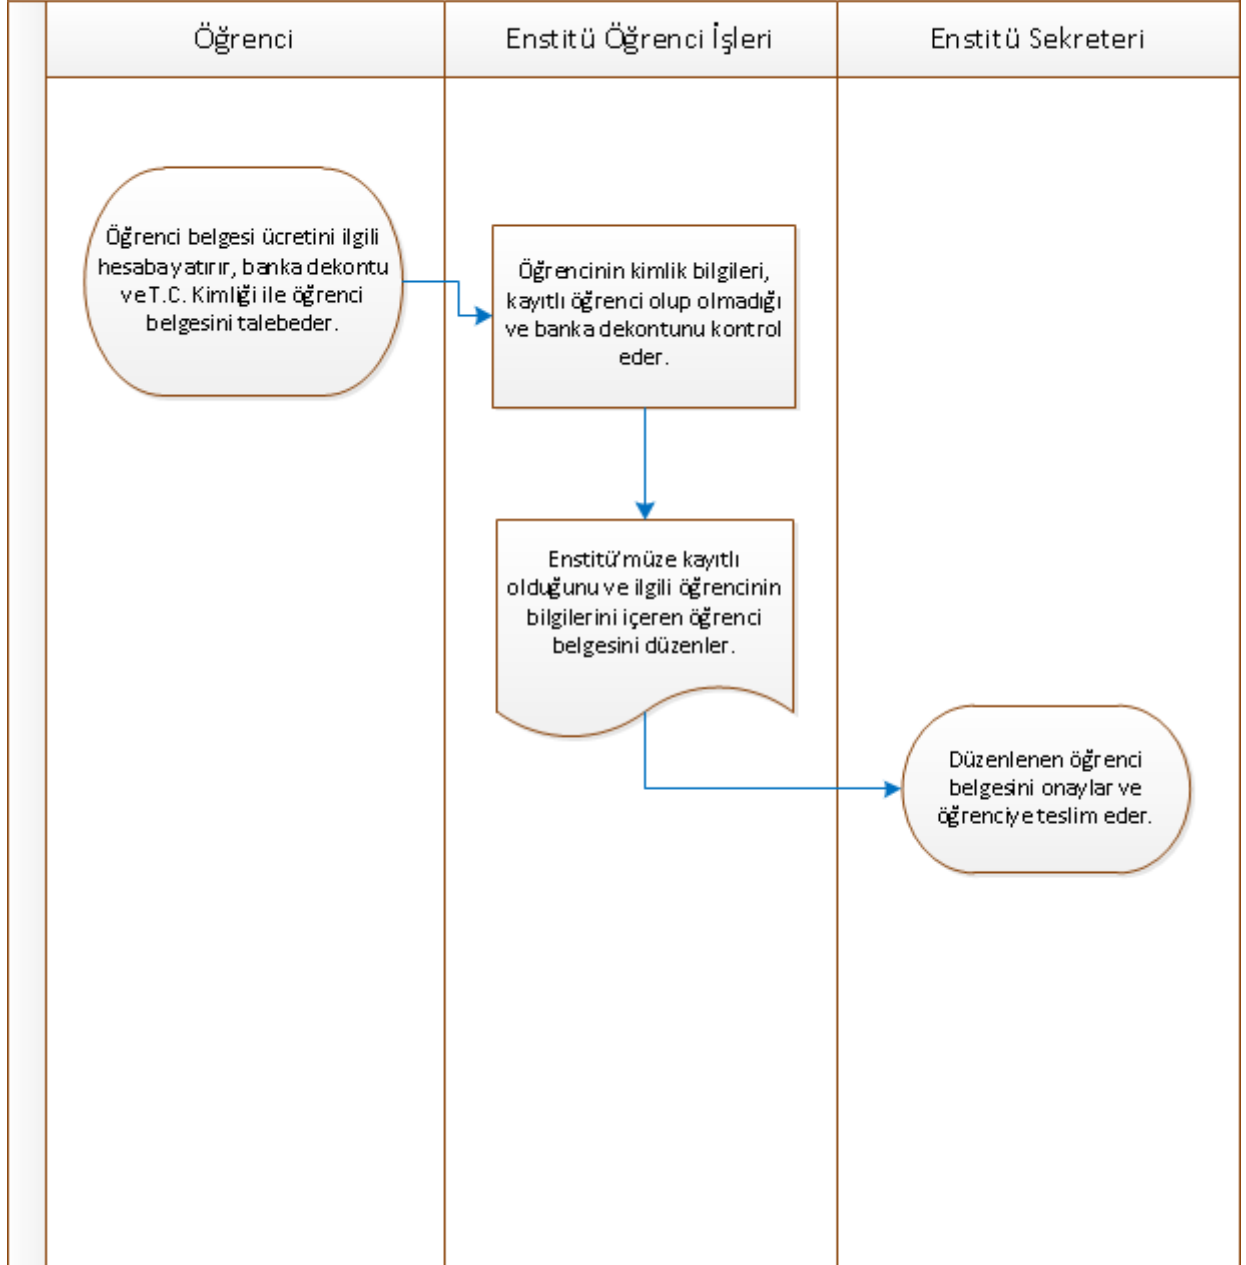 Öğrenci
Enstitü Öğrenci İşleri
Enstitü Sekreteri
Öğrenci belgesi ücretini ilgili
hesaba yatırır, banka dekontu
ve T.C. Kimliği ile öğrenci
belgesini talebeder.
Öğrencinin kimlik bilgileri,
kayıtlı öğrenci olup olmadığı
ve banka dekontunu kontrol
eder.
Enstitü'müze kayıtlı
olduğunu ve ilgili öğrencinin
bilgilerini içeren öğrenci
belgesini düzenler.
Düzenlenen öğrenci
belgesini onaylar ve
öğrenciye teslim eder.